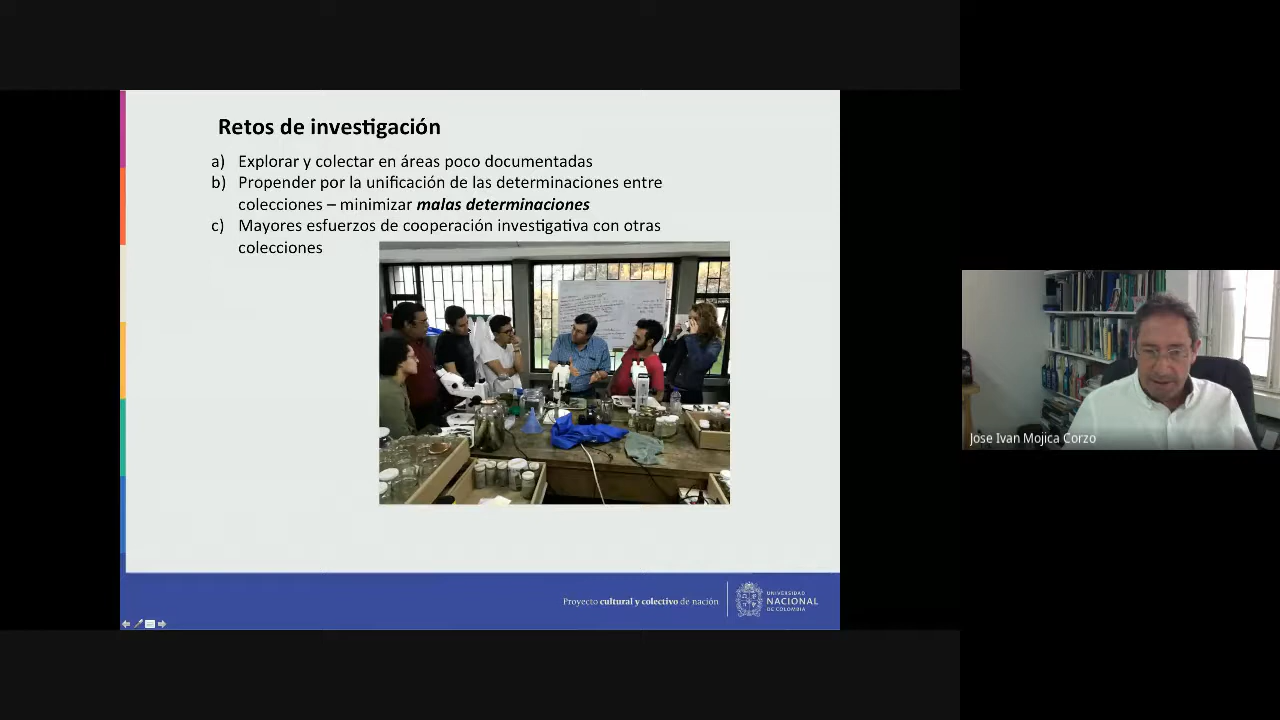 Retos de investigación
a) Explorar y colectar en áreas poco documentadas
b) Propender por la unificación de las determinaciones entre
colecciones – minimizar malas determinaciones
c) Mayores esfuerzos de cooperación investigativa con otras
colecciones
Proyecto cultural y colectivo de nación
UNIVERSIDAD
NACIONAL
DE COLOMBIA
Jose Ivan Mojica Corzo